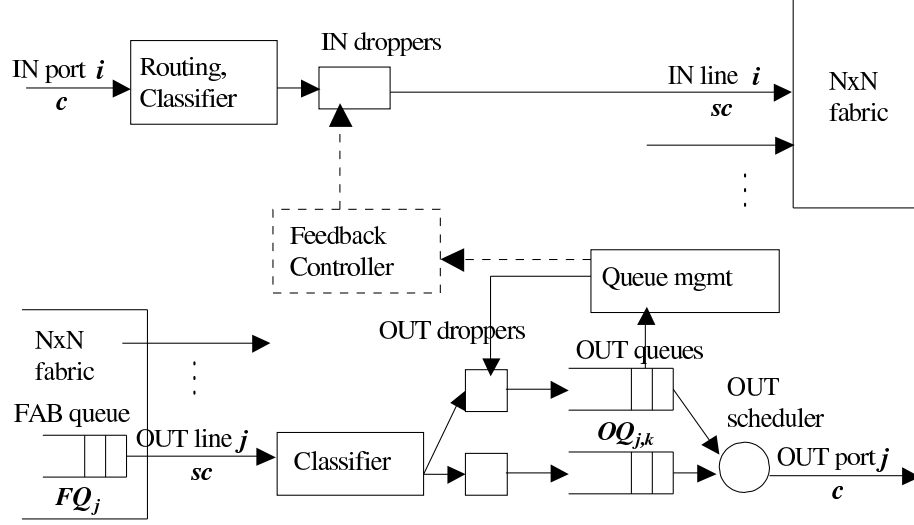 IN droppers
IN port i
c
Routing,
Classifier
IN line i
sc
NxN
fabric
Feedback
Controller
Queue mgmt
OUT droppers
OUT queues
NxN
fabric
FAB queue
FQj
OUT line j
sc
Classifier
OQj,k
OUT
scheduler
OUT port j
c